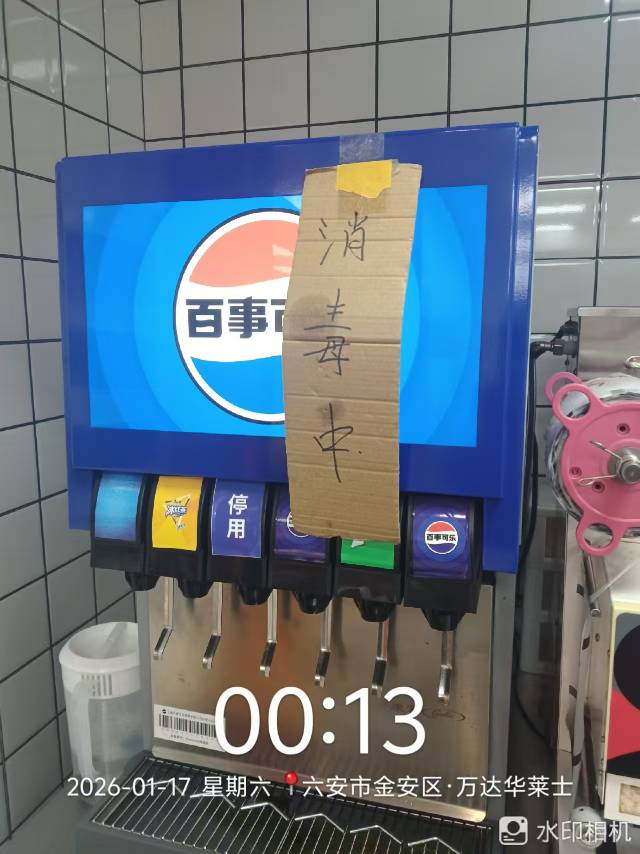 百事可
消
毒
中
停用
百事可乐
00:13
2026-01-17 星期六 六安市金安区·万达华莱士
水印相机